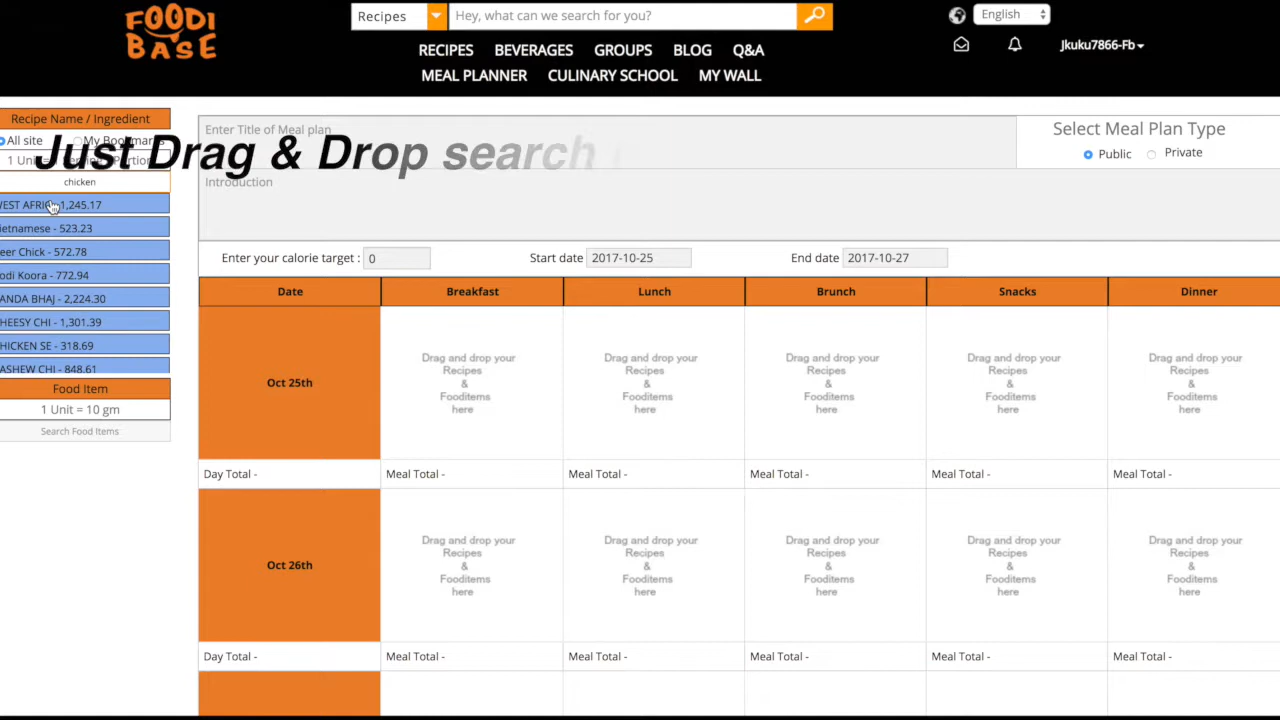 FOODI
BASE
Recipes
Hey, what can we search for you?
English
RECIPES BEVERAGES GROUPS BLOG Q&A
MEAL PLANNER CULINARY SCHOOL MY WALL
Jkuku7866-Fb
Recipe Name / Ingredient
All site My Bookmarks
1 Unit
Portion
Just Drag & Drop search
chicken
WEST AFRI 1,245.17
ietnamese - 523.23
eer Chick - 572.78
odi Koora - 772.94
ANDA BHAJ - 2,224.30
HEESY CHI - 1,301.39
HICKEN SE - 318.69
ASHEW CHI - 848.61
Food Item
1 Unit = 10 gm
Search Food Items
Enter Title of Meal plan
Introduction
Select Meal Plan Type
Public Private
Enter your calorie target : 0
Start date 2017-10-25
End date 2017-10-27
Date Breakfast Lunch Brunch Snacks Dinner
Oct 25th
Drag and drop your
Recipes
&
Fooditems
here
Drag and drop your
Recipes
&
Fooditems
here
Drag and drop your
Recipes
&
Fooditems
here
Drag and drop your
Recipes
&
Fooditems
here
Drag and drop your
Recipes
&
Fooditems
here
Day Total - Meal Total - Meal Total - Meal Total - Meal Total - Meal Total -
Oct 26th
Drag and drop your
Recipes
&
Fooditems
here
Drag and drop your
Recipes
&
Fooditems
here
Drag and drop your
Recipes
&
Fooditems
here
Drag and drop your
Recipes
&
Fooditems
here
Drag and drop your
Recipes
&
Fooditems
here
Day Total - Meal Total - Meal Total - Meal Total - Meal Total - Meal Total -